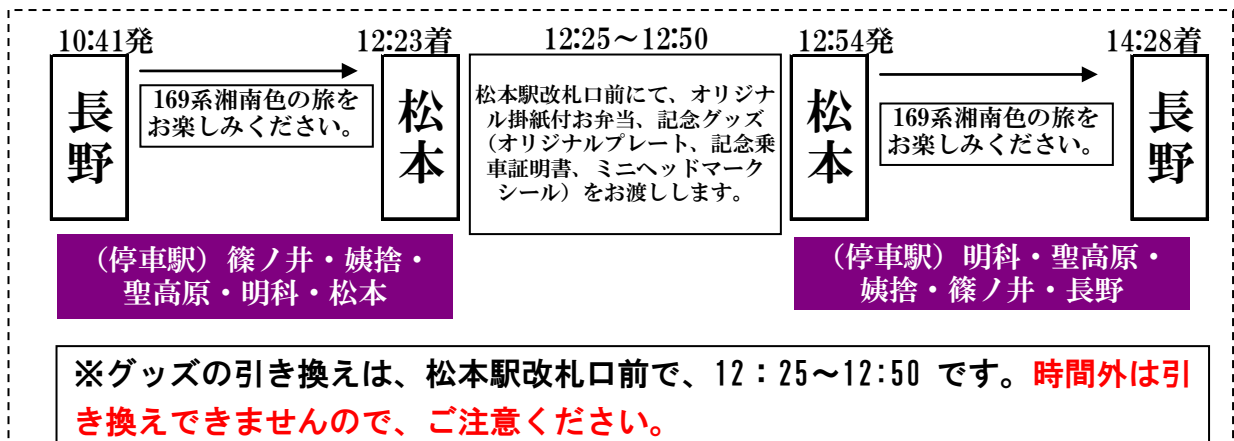 10:41発
12:23着
12:25～12:50
12:54発
14:28着
長野
169系湘南色の旅を
お楽しみください。
松本
松本駅改札口前にて、オリジナ
ル掛紙付お弁当、記念グッズ
（オリジナルプレート、記念乗
車証明書、ミニヘッドマーク
シール）をお渡しします。
松本
169系湘南色の旅を
お楽しみください。
長野
（停車駅）篠ノ井・姨捨・
聖高原・明科・松本
（停車駅）明科・聖高原・
姨捨・篠ノ井・長野
※グッズの引き換えは、松本駅改札口前で、12：25～12:50 です。時間外は引
き換えできませんので、ご注意ください。